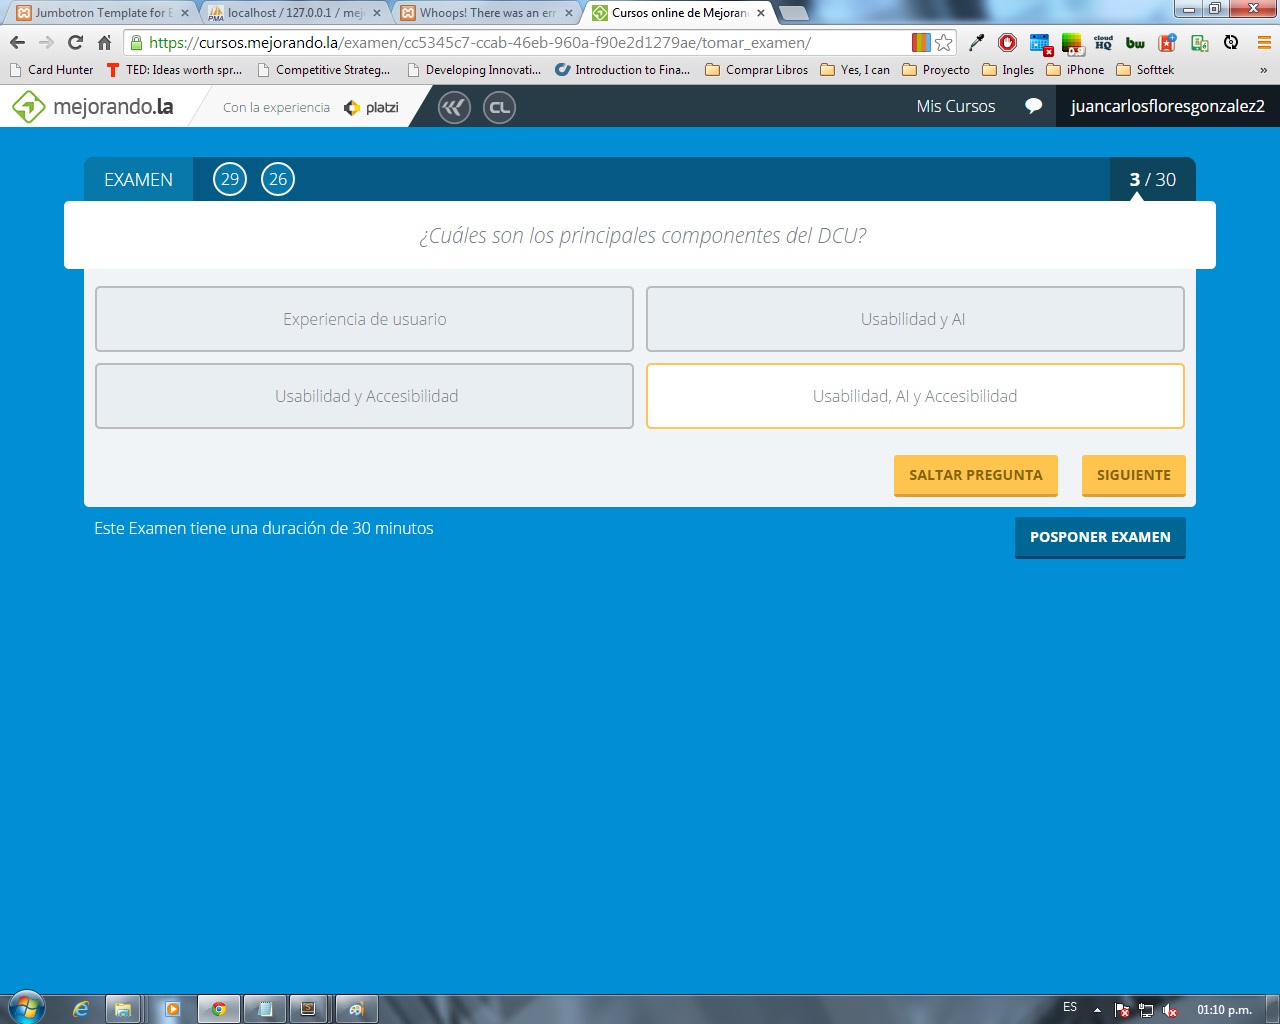 Jumbotron Template for B
localhost / 127.0.0.1 / mej
Whoops! There was an err
Cursos online de Mejoran
https://cursos.mejorando.la/examen/cc5345c7-ccab-46eb-960a-f90e2d1279ae/tomar_examen/
cloud HQ
bw
Card Hunter
TED: Ideas worth spr...
Competitive Strateg...
Developing Innovati...
Introduction to Fina...
Comprar Libros
Yes, I can
Proyecto
Ingles
iPhone
Softtek
»
mejorando.la
Con la experiencia
platzi
CL
Mis Cursos
juancarlosfloresgonzalez2
EXAMEN
29
26
3 / 30
¿Cuáles son los principales componentes del DCU?
Experiencia de usuario
Usabilidad y AI
Usabilidad y Accesibilidad
Usabilidad, AI y Accesibilidad
SALTAR PREGUNTA
SIGUIENTE
Este Examen tiene una duración de 30 minutos
POSPONER EXAMEN
ES
01:10 p.m.